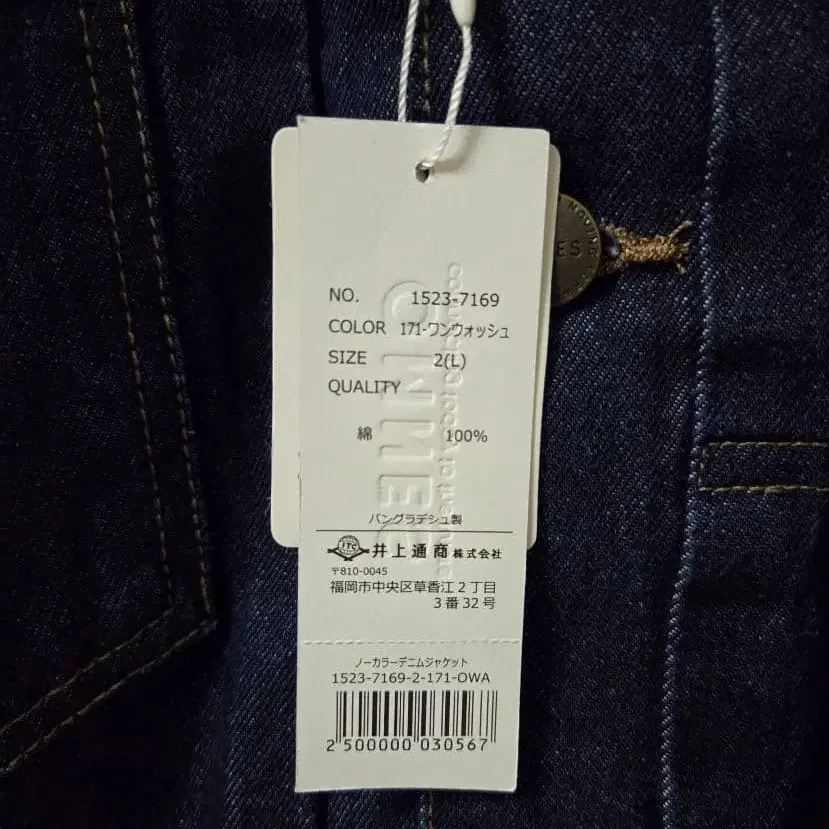 NO. 1523-7169
COLOR 171-ワンウォッシュ
SIZE 2(L)
QUALITY
綿 100%
バングラデシュ製
ITC 井上通商株式会社
〒810-0045
福岡市中央区草香江2丁目
3番32号
ノーカラーデニムジャケット
1523-7169-2-171-OWA
2 500000 030567
MOVING
ES